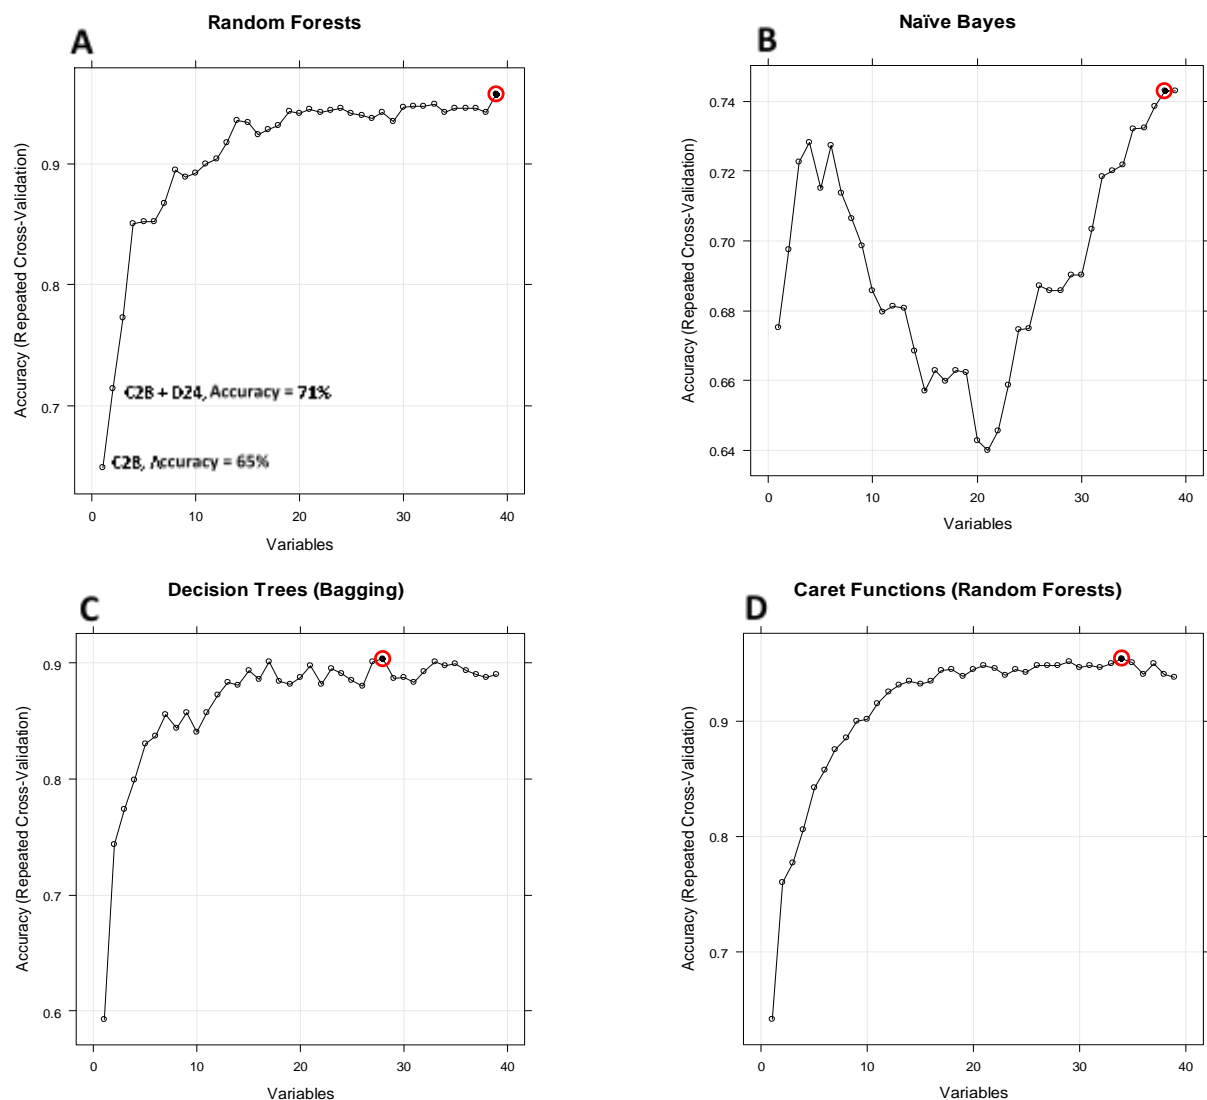 Random Forests
A
Accuracy (Repeated Cross-Validation)
0.9
0.8
0.7
C2B + D24, Accuracy = 71%
C2B, Accuracy = 65%
0
10
20
30
40
Variables
Naïve Bayes
B
Accuracy (Repeated Cross-Validation)
0.74
0.72
0.70
0.68
0.66
0.64
0
10
20
30
40
Variables
Decision Trees (Bagging)
C
Accuracy (Repeated Cross-Validation)
0.9
0.8
0.7
0.6
0
10
20
30
40
Variables
Caret Functions (Random Forests)
D
Accuracy (Repeated Cross-Validation)
0.9
0.8
0.7
0
10
20
30
40
Variables